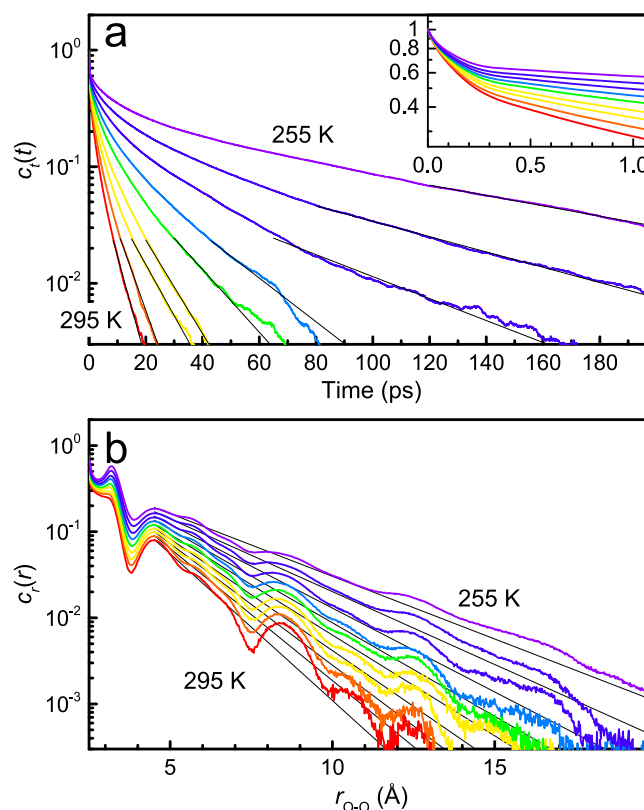 a
c_t(t)
10^0
10^-1
10^-2
255 K
295 K
1
0.8
0.6
0.4
0.0 0.5 1.0
0 20 40 60 80 100 120 140 160 180
Time (ps)
b
c_r(r)
10^0
10^-1
10^-2
10^-3
255 K
295 K
5 10 15
r_O-O (Å)